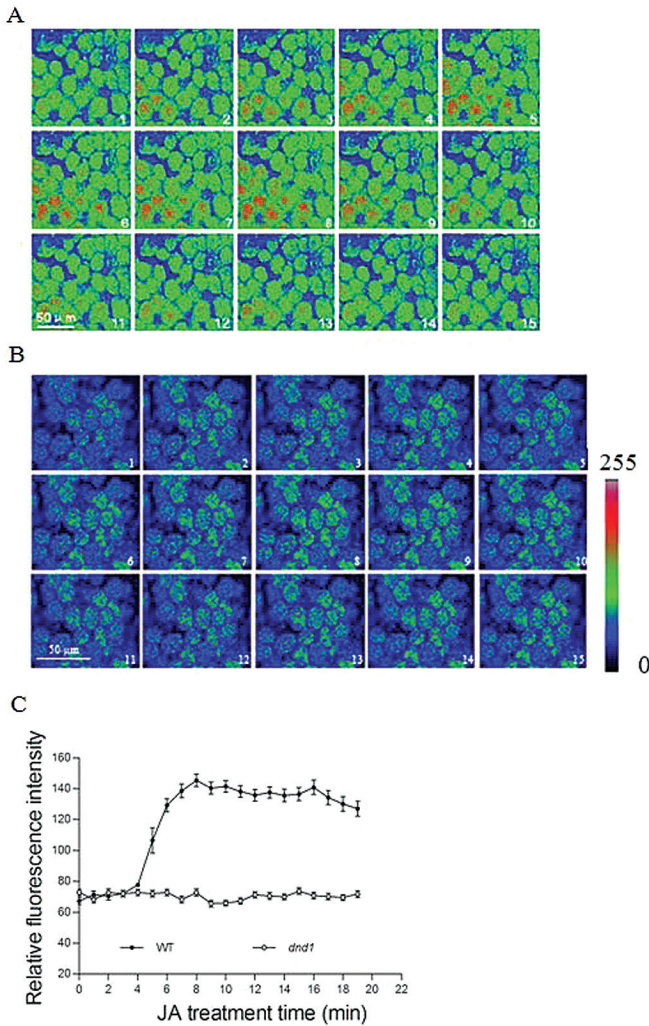 A
1 2 3 4 5
6 7 8 9 10
50 μm
11 12 13 14 15
B
1 2 3 4 5
255
6 7 8 9 10
50 μm
11 12 13 14 15
0
C
Relative fluorescence intensity
160
140
120
100
80
60
40
20
WT dnd1
0 2 4 6 8 10 12 14 16 18 20 22
JA treatment time (min)